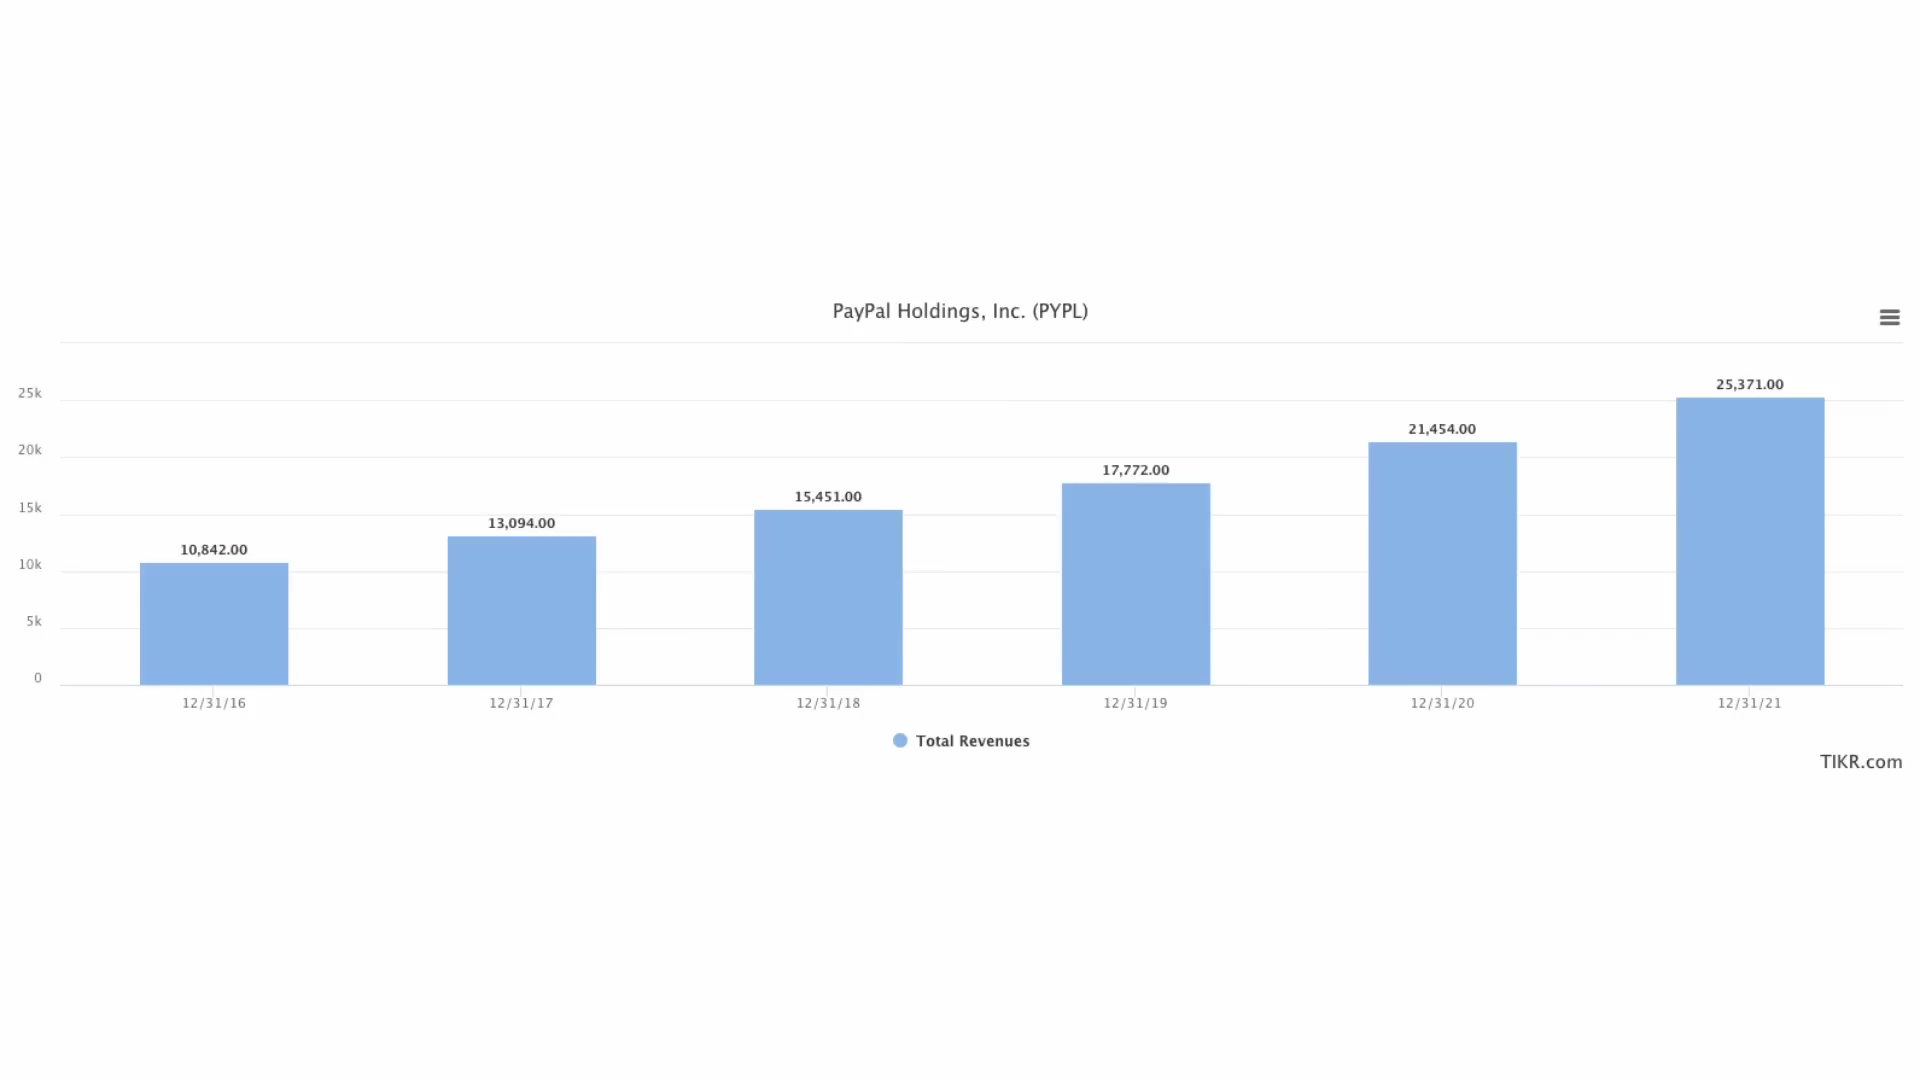 PayPal Holdings, Inc. (PYPL)
25k
20k
15k
10k
5k
0
10,842.00
13,094.00
15,451.00
17,772.00
21,454.00
25,371.00
12/31/16
12/31/17
12/31/18
12/31/19
12/31/20
12/31/21
Total Revenues
TIKR.com